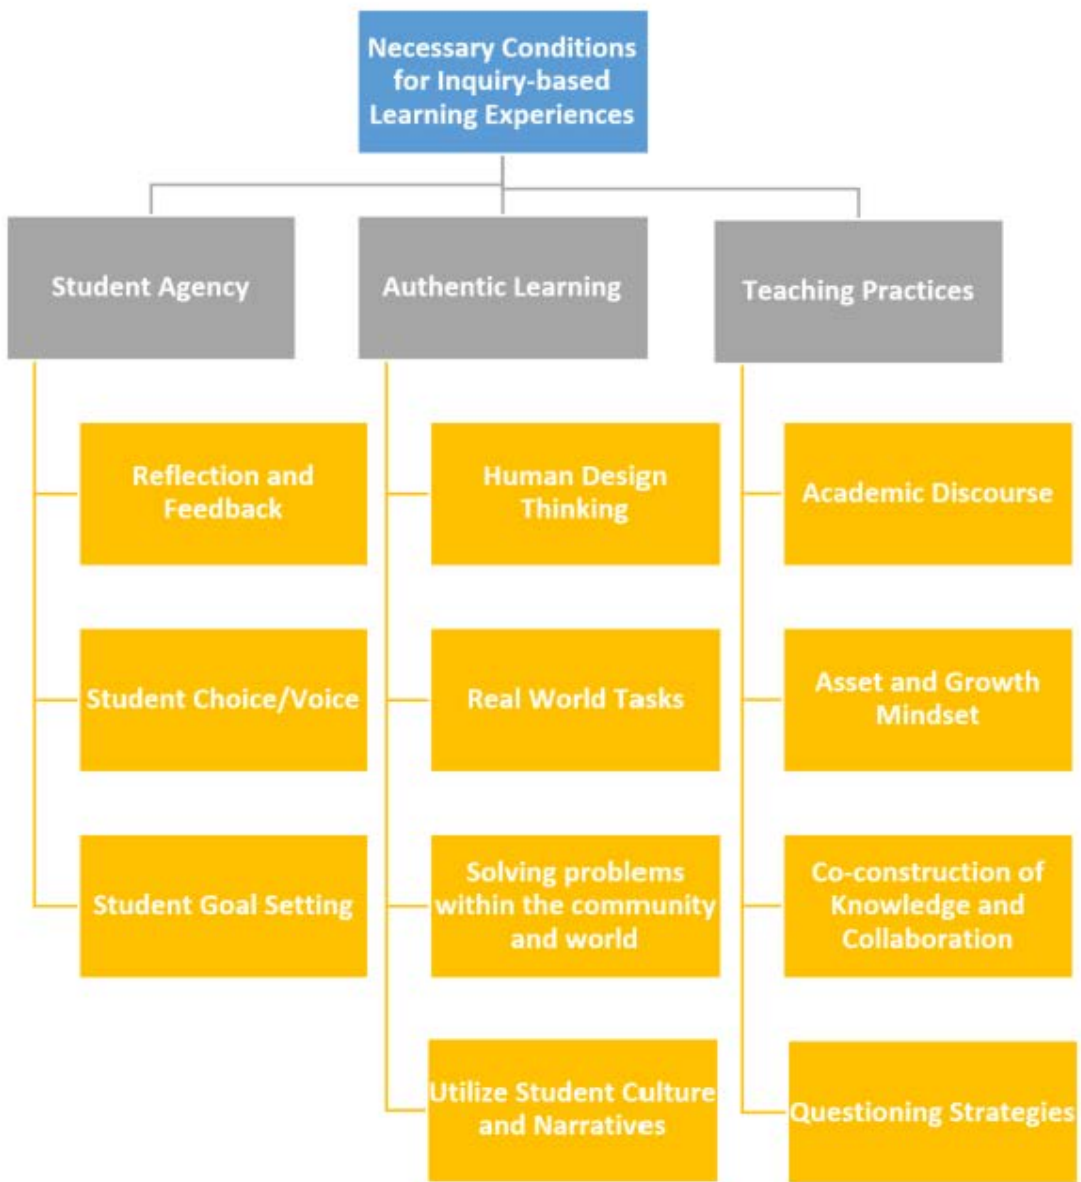 Necessary Conditions
for Inquiry-based
Learning Experiences
Student Agency
Authentic Learning
Teaching Practices
Reflection and
Feedback
Student Choice/Voice
Student Goal Setting
Human Design
Thinking
Real World Tasks
Solving problems
within the community
and world
Utilize Student Culture
and Narratives
Academic Discourse
Asset and Growth
Mindset
Co-construction of
Knowledge and
Collaboration
Questioning Strategies